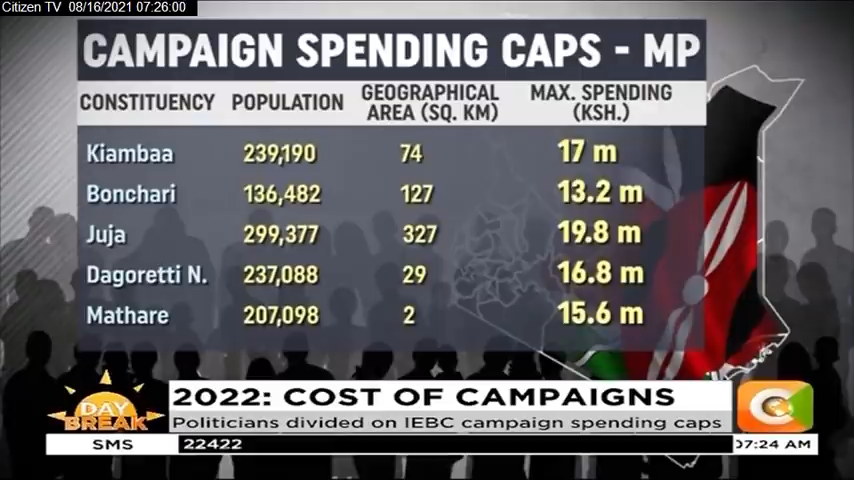 Citizen TV 08/16/2021 07:26:00
CAMPAIGN SPENDING CAPS - MP
CONSTITUENCY POPULATION GEOGRAPHICAL AREA (SQ. KM) MAX. SPENDING (KSH.)
Kiambaa 239,190 74 17 m
Bonchari 136,482 127 13.2 m
Juja 299,377 327 19.8 m
Dagoretti N. 237,088 29 16.8 m
Mathare 207,098 2 15.6 m
DAY BREAK
2022: COST OF CAMPAIGNS
Politicians divided on IEBC campaign spending caps
SMS 22422 07:24 AM